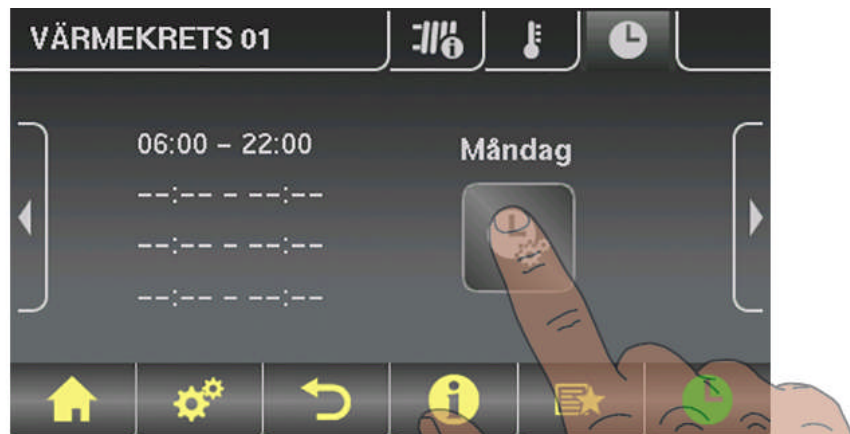 VÄRMEKRETS 01
06:00 – 22:00
Måndag
--:-- – --:--
--:-- – --:--
--:-- – --:--